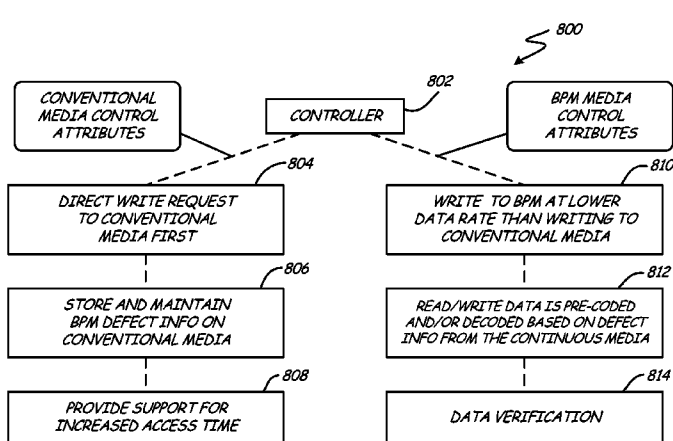 800
CONVENTIONAL
MEDIA CONTROL
ATTRIBUTES
CONTROLLER
802
BPM MEDIA
CONTROL
ATTRIBUTES
804
DIRECT WRITE REQUEST
TO CONVENTIONAL
MEDIA FIRST
810
WRITE TO BPM AT LOWER
DATA RATE THAN WRITING TO
CONVENTIONAL MEDIA
806
STORE AND MAINTAIN
BPM DEFECT INFO ON
CONVENTIONAL MEDIA
812
READ/WRITE DATA IS PRE-CODED
AND/OR DECODED BASED ON DEFECT
INFO FROM THE CONTINUOUS MEDIA
808
PROVIDE SUPPORT FOR
INCREASED ACCESS TIME
814
DATA VERIFICATION